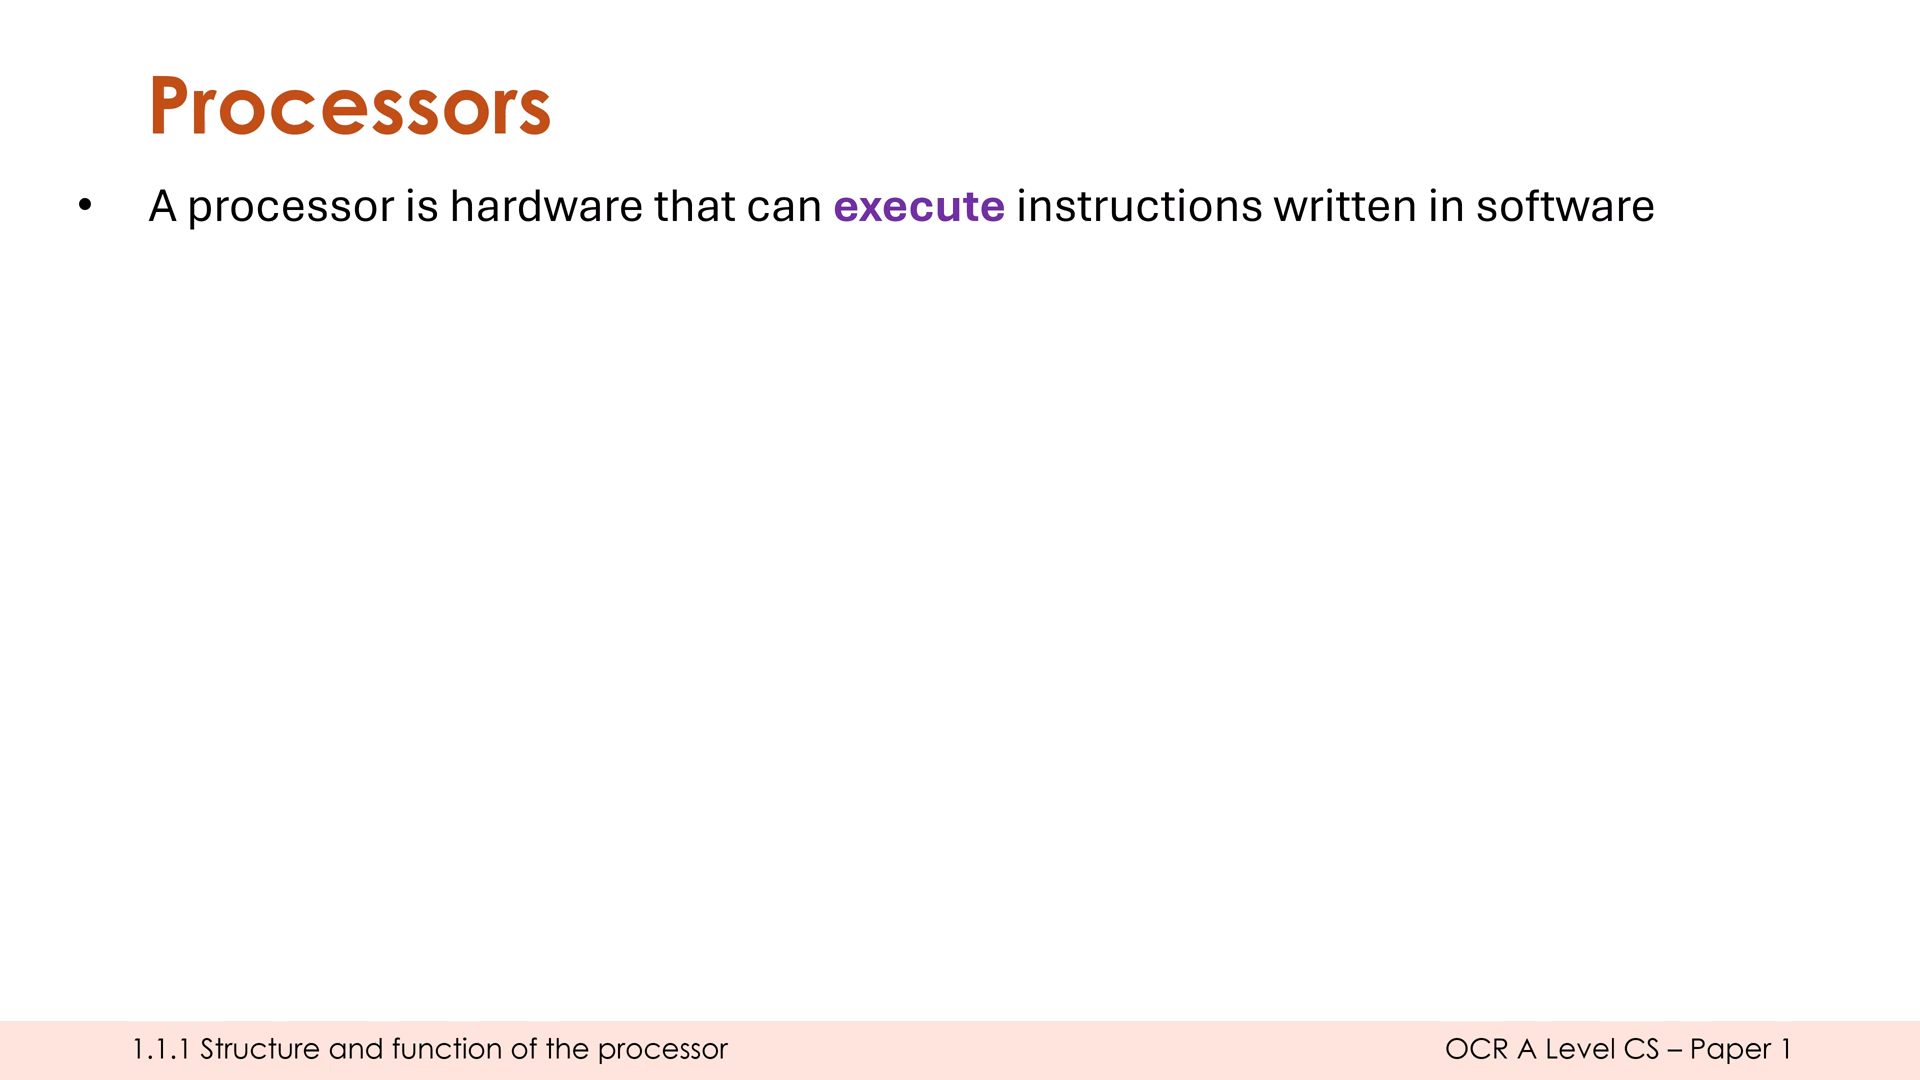 Processors
• A processor is hardware that can execute instructions written in software
1.1.1 Structure and function of the processor
OCR A Level CS – Paper 1